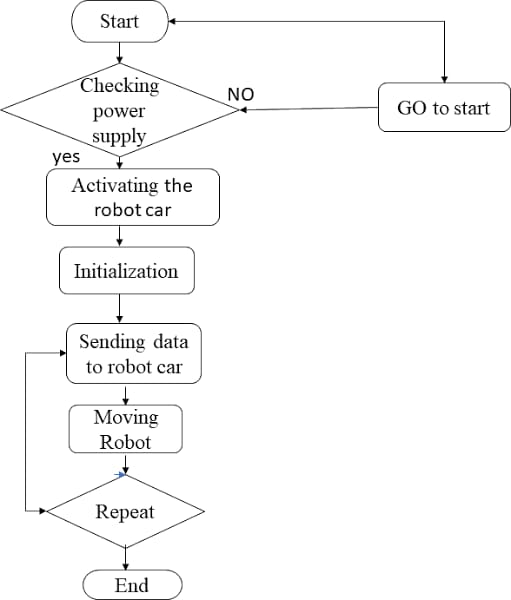 Start
Checking
power
supply
NO
GO to start
yes
Activating the
robot car
Initialization
Sending data
to robot car
Moving
Robot
Repeat
End